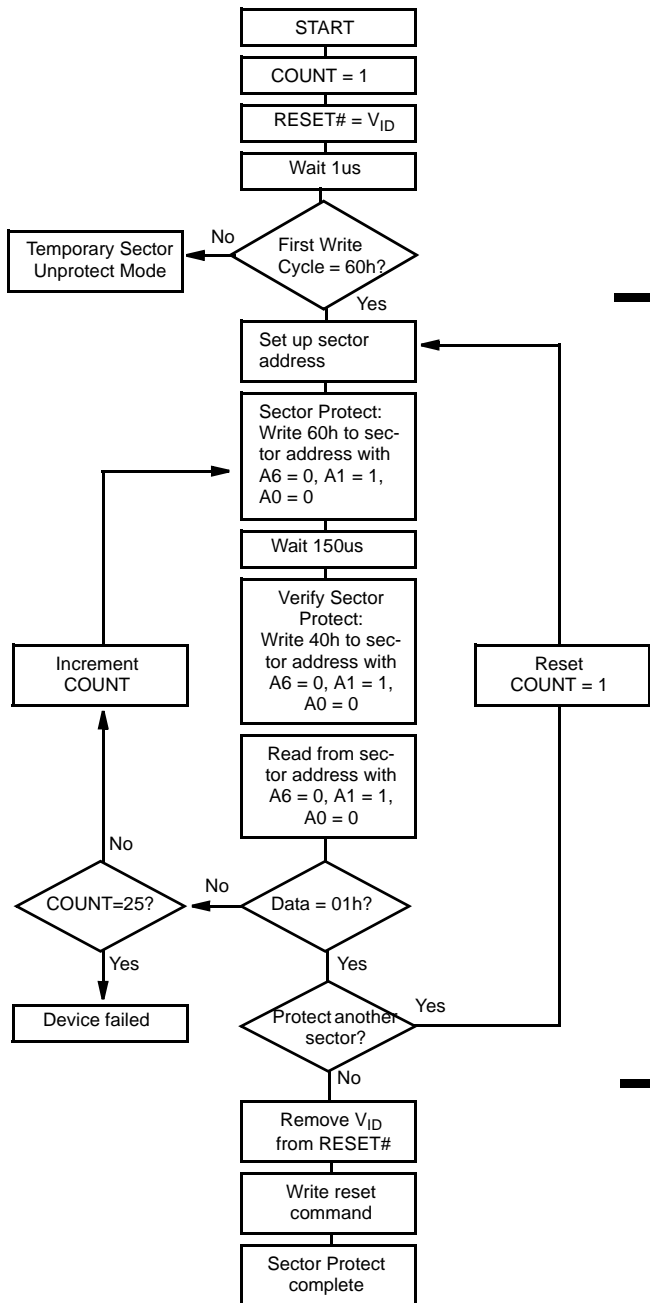 START
COUNT = 1
RESET# = VID
Wait 1us
First Write
Cycle = 60h?
No
Temporary Sector
Unprotect Mode
Yes
Set up sector
address
Sector Protect:
Write 60h to sec-
tor address with
A6 = 0, A1 = 1,
A0 = 0
Wait 150us
Verify Sector
Protect:
Write 40h to sec-
tor address with
A6 = 0, A1 = 1,
A0 = 0
Increment
COUNT
Reset
COUNT = 1
Read from sec-
tor address with
A6 = 0, A1 = 1,
A0 = 0
No
COUNT=25?
No
Data = 01h?
Yes
Yes
Device failed
Protect another
sector?
Yes
No
Remove VID
from RESET#
Write reset
command
Sector Protect
complete